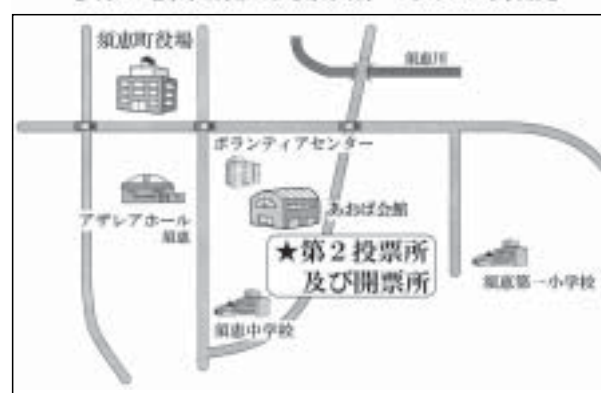 須恵町役場
須恵川
ボランティアセンター
アザレアホール
須恵
あおば会館
★第2投票所
及び開票所
須恵第一小学校
須恵中学校